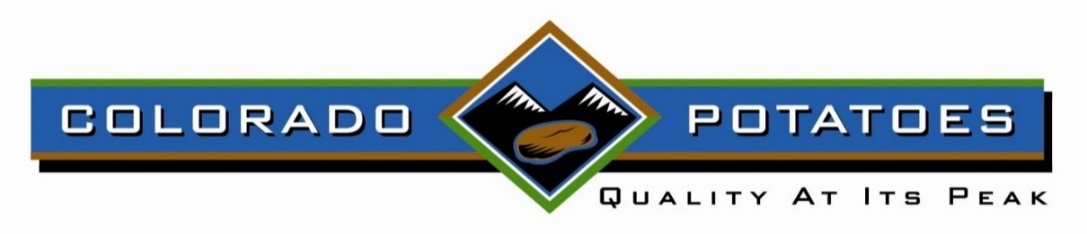 COLORADO POTATOES
QUALITY AT ITS PEAK